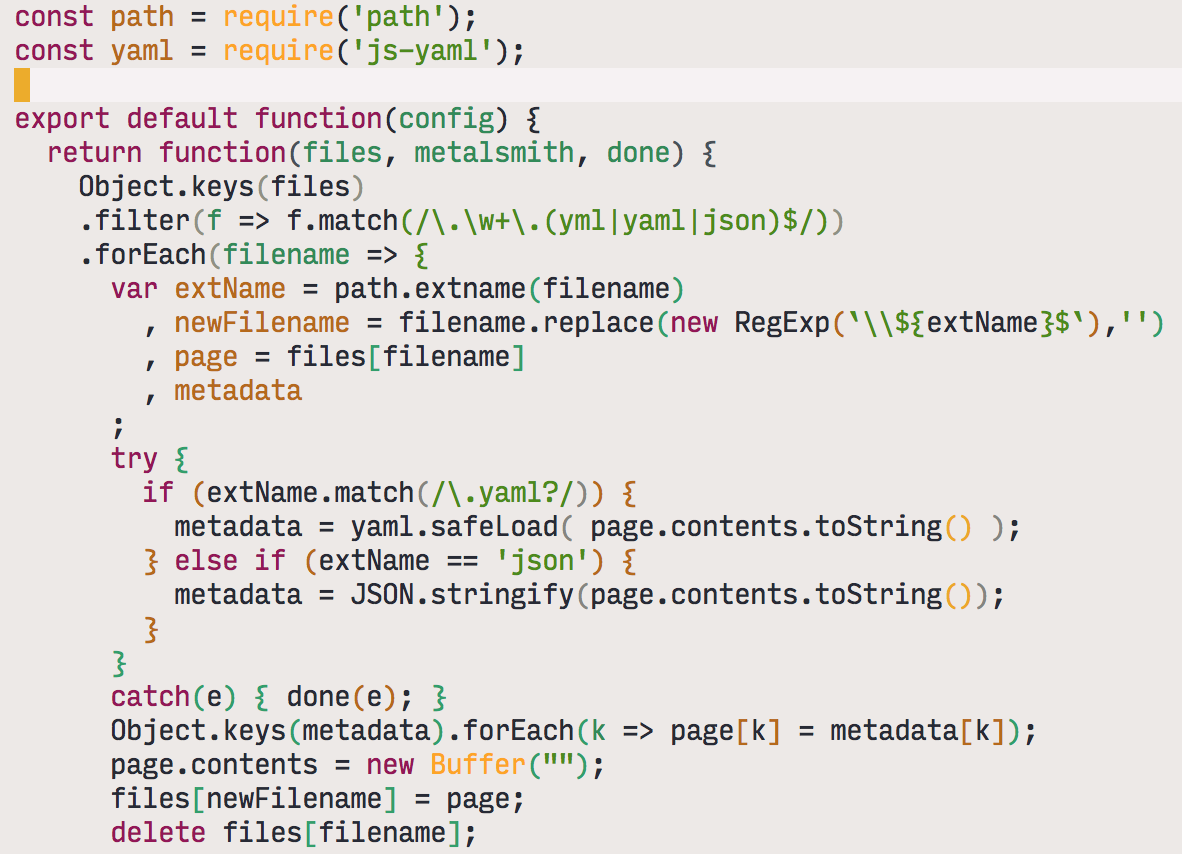 const path = require('path');
const yaml = require('js-yaml');
export default function(config) {
return function(files, metalsmith, done) {
Object.keys(files)
.filter(f => f.match(/\.\w+\.(yml|yaml|json)$/))
.forEach(filename => {
var extName = path.extname(filename)
, newFilename = filename.replace(new RegExp(`\\${extName}$`),'')
, page = files[filename]
, metadata
;
try {
if (extName.match(/\.yaml?/)) {
metadata = yaml.safeLoad( page.contents.toString() );
} else if (extName == 'json') {
metadata = JSON.stringify(page.contents.toString());
}
}
catch(e) { done(e); }
Object.keys(metadata).forEach(k => page[k] = metadata[k]);
page.contents = new Buffer("");
files[newFilename] = page;
delete files[filename];